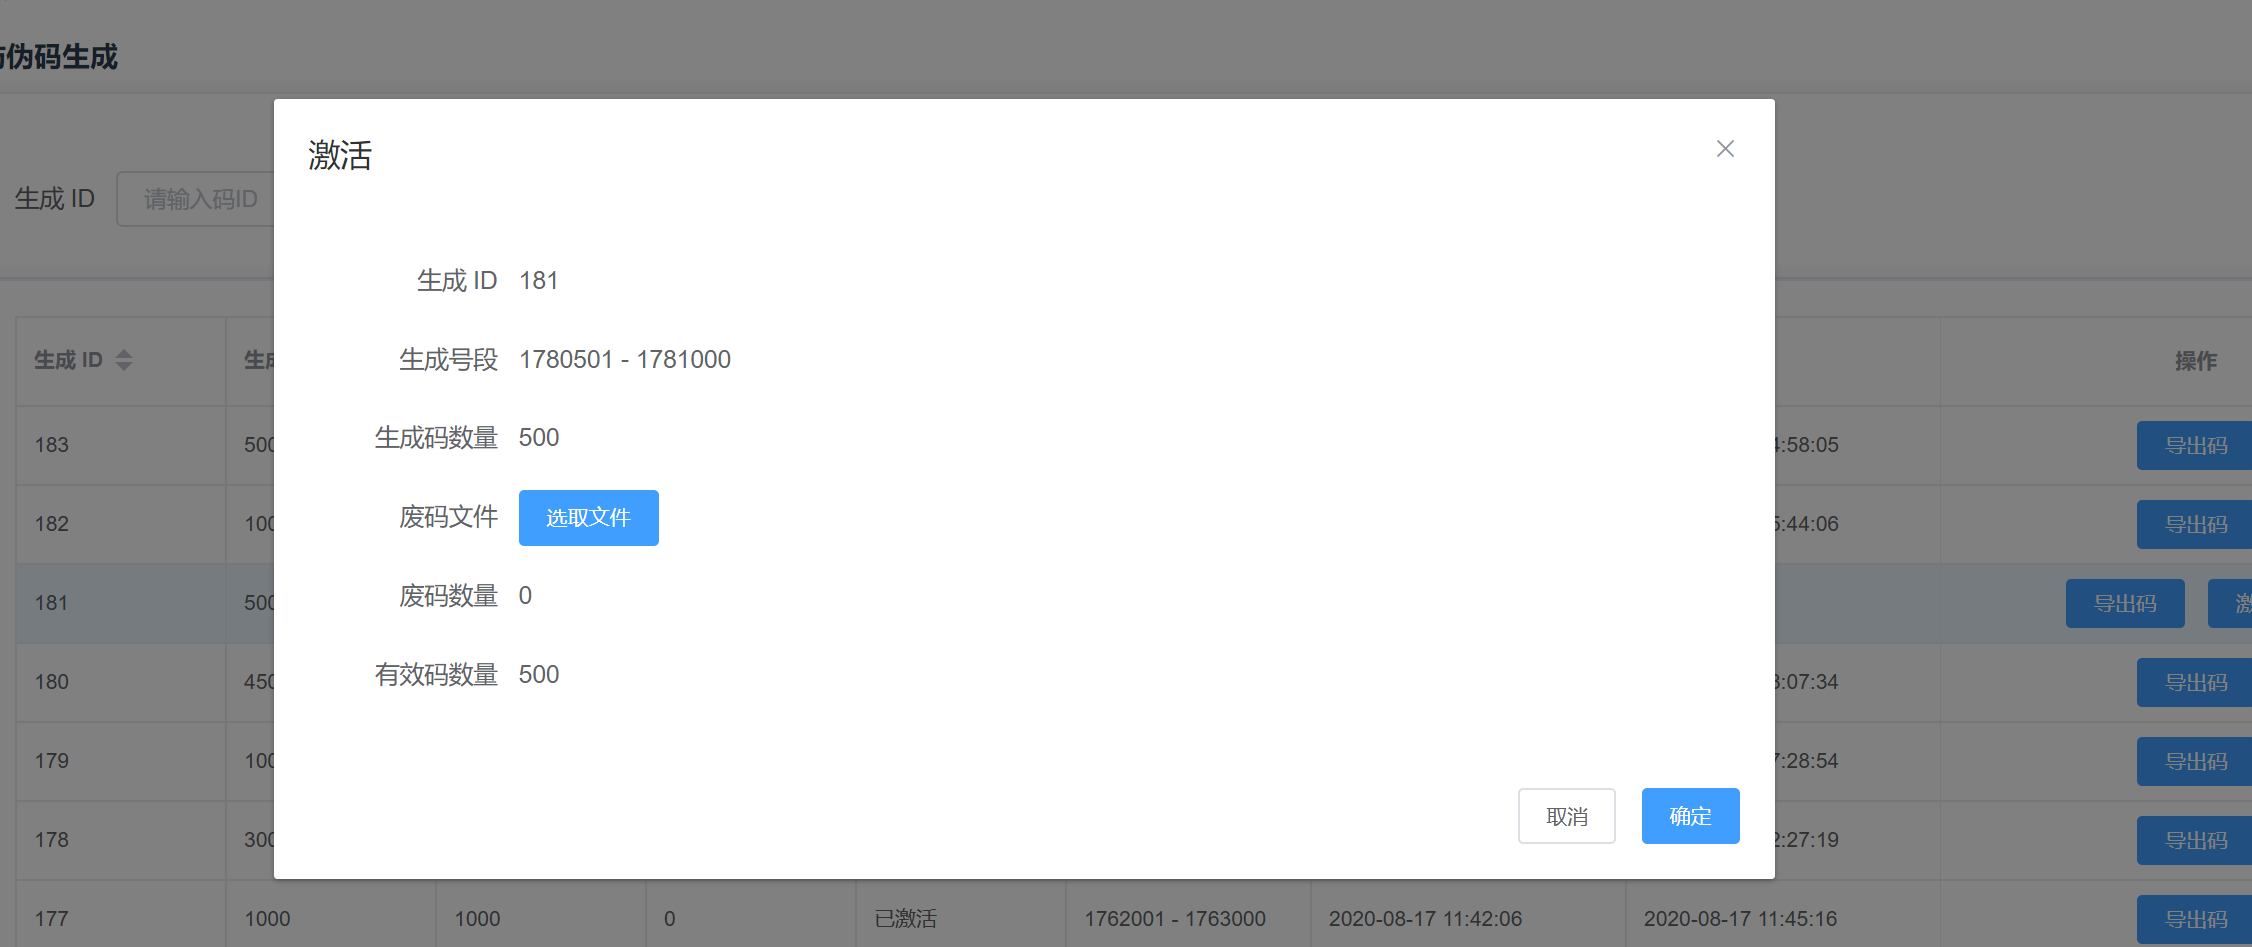 伪码生成
生成 ID 请输入码ID
激活
生成 ID 181
生成号段 1780501 - 1781000
生成码数量 500
废码文件 选取文件
废码数量 0
有效码数量 500
取消 确定
生成 ID 生成 操作
183 500 :58:05 导出码
182 100 :44:06 导出码
181 500 导出码 激
180 450 :07:34 导出码
179 100 :28:54 导出码
178 300 :27:19 导出码
177 1000 1000 0 已激活 1762001 - 1763000 2020-08-17 11:42:06 2020-08-17 11:45:16 导出码